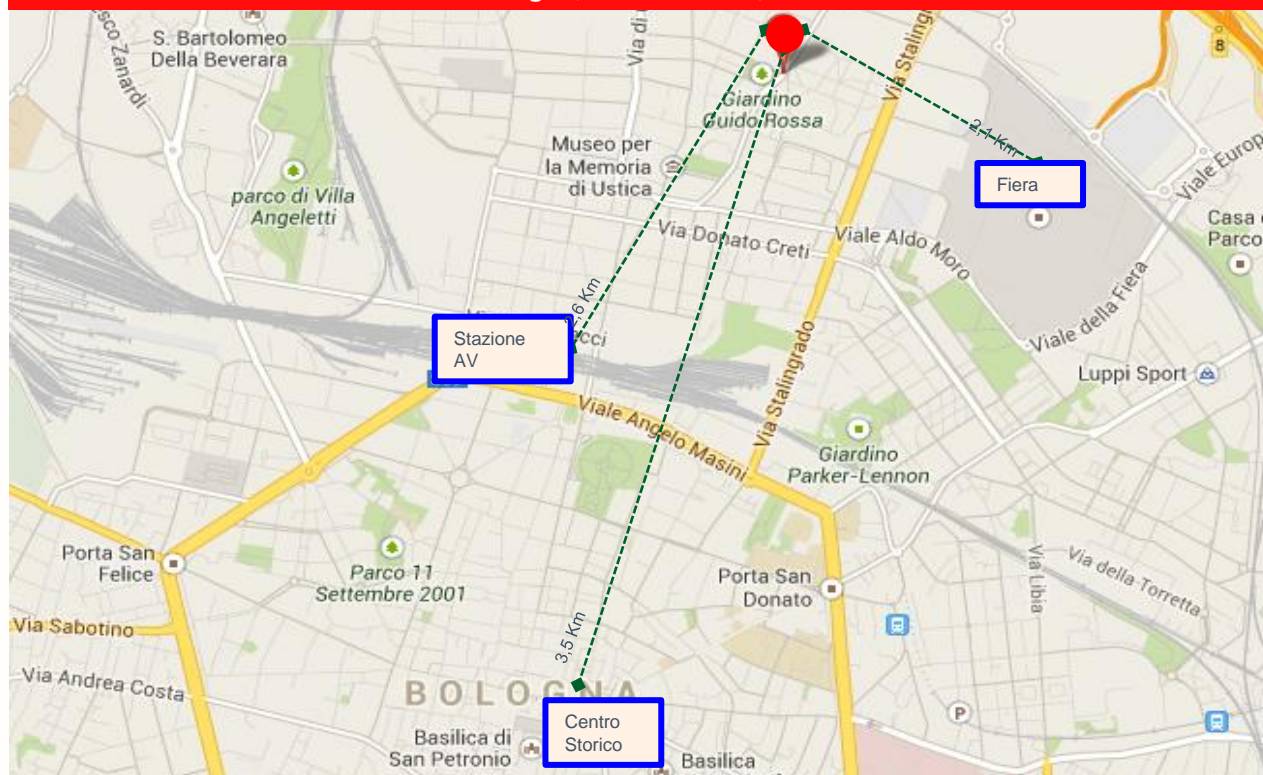 S. Bartolomeo
Della Beverara
Zanardi
Via di
Via Stalingr
8
Giardino
Guido Rossa
2,1 Km
Museo per
la Memoria
di Ustica
Fiera
Viale Europ
parco di Villa
Angeletti
Via Donato Creti
Viale Aldo Moro
Casa
Parco
Viale della Fiera
2,6 Km
Stazione
AV
Via Stalingrado
Luppi Sport
Viale Angelo Masini
Giardino
Parker-Lennon
Porta San
Felice
Parco 11
Settembre 2001
Porta San
Donato
Via Libia
Via della Torretta
Via Sabotino
3,5 Km
Via Andrea Costa
BOLOGNA
P
Centro
Storico
Basilica di
San Petronio
Basilica